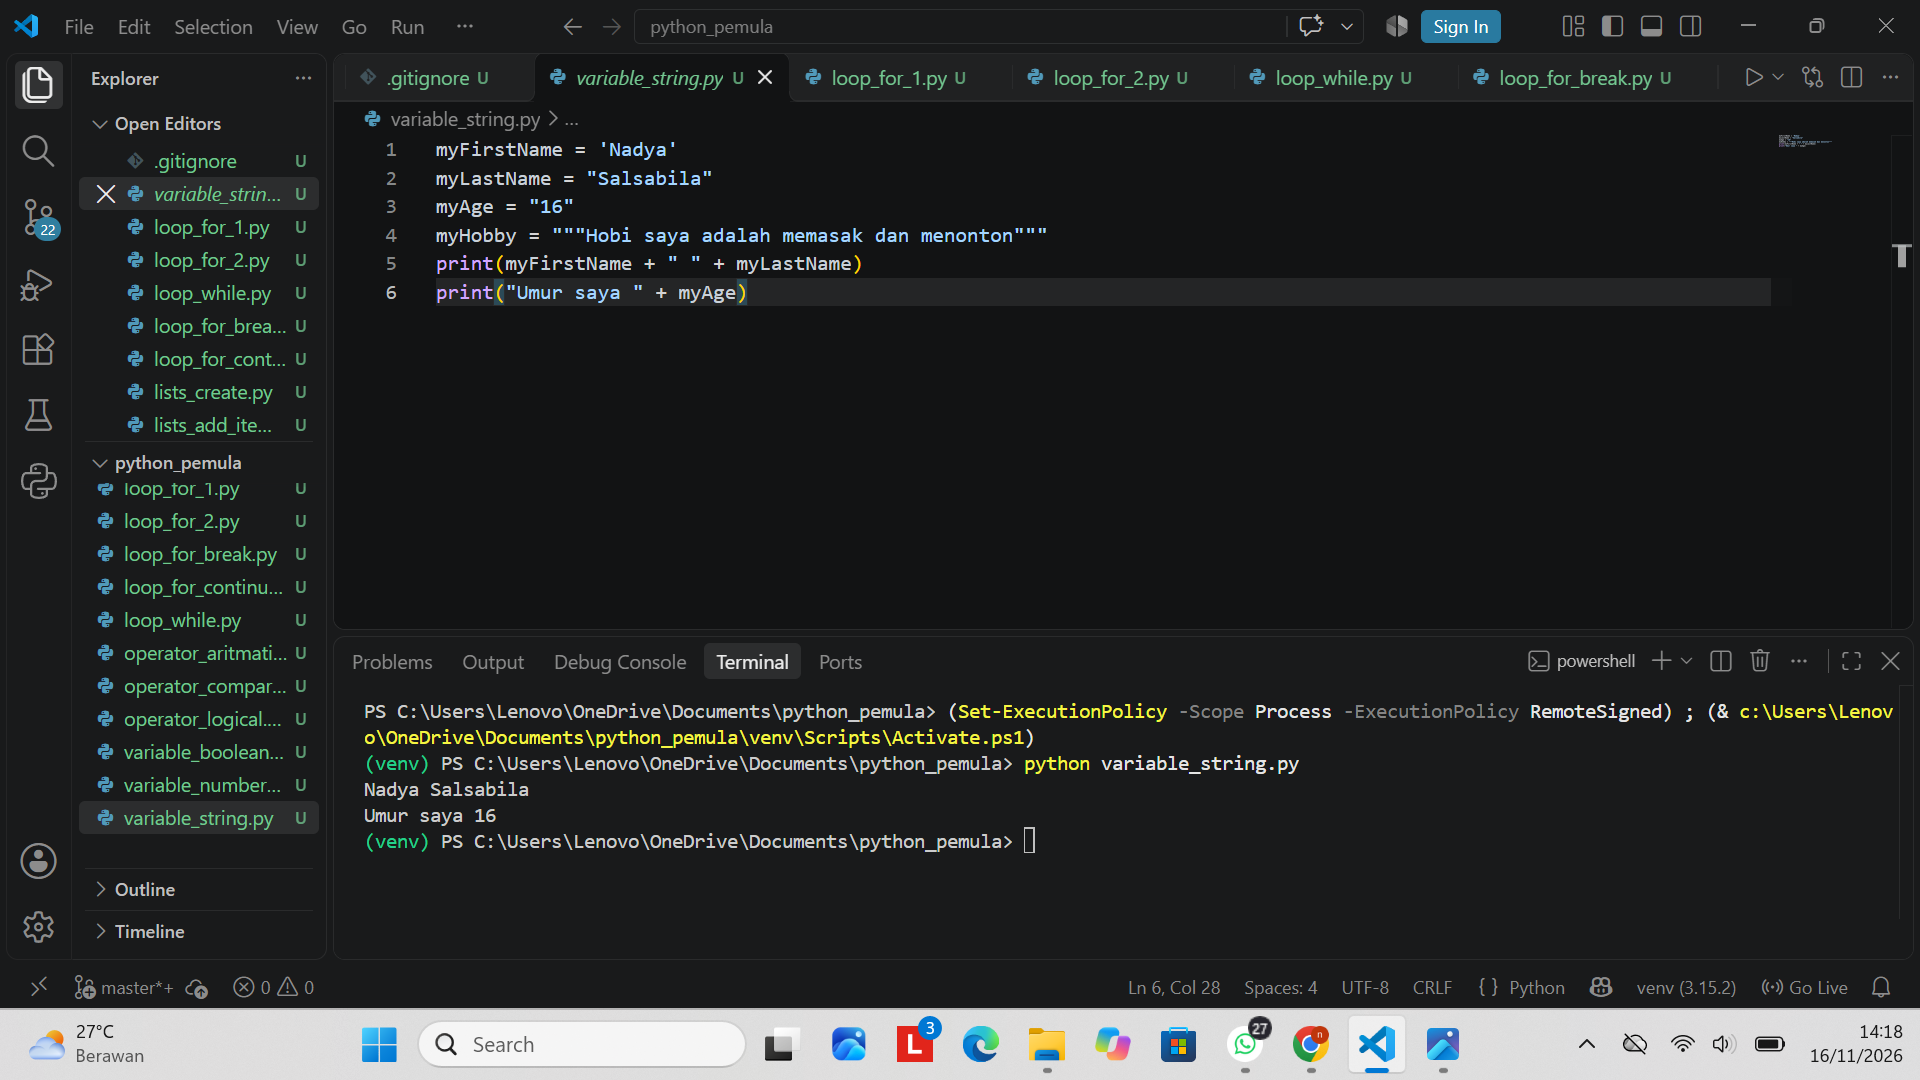 File Edit Selection View Go Run ... python_pemula Sign In
Explorer ...
Open Editors
.gitignore U
variable_strin... U
loop_for_1.py U
loop_for_2.py U
loop_while.py U
loop_for_brea... U
loop_for_cont... U
lists_create.py U
lists_add_ite... U
python_pemula
loop_for_1.py U
loop_for_2.py U
loop_for_break.py U
loop_for_continu... U
loop_while.py U
operator_aritmati... U
operator_compar... U
operator_logical.... U
variable_boolean... U
variable_number... U
variable_string.py U
Outline
Timeline
22
.gitignore U variable_string.py U loop_for_1.py U loop_for_2.py U loop_while.py U loop_for_break.py U
variable_string.py > ...
1 myFirstName = 'Nadya'
2 myLastName = "Salsabila"
3 myAge = "16"
4 myHobby = """Hobi saya adalah memasak dan menonton"""
5 print(myFirstName + " " + myLastName)
6 print("Umur saya " + myAge)
Problems Output Debug Console Terminal Ports powershell
PS C:\Users\Lenovo\OneDrive\Documents\python_pemula> (Set-ExecutionPolicy -Scope Process -ExecutionPolicy RemoteSigned) ; (& c:\Users\Lenov
o\OneDrive\Documents\python_pemula\venv\Scripts\Activate.ps1)
(venv) PS C:\Users\Lenovo\OneDrive\Documents\python_pemula> python variable_string.py
Nadya Salsabila
Umur saya 16
(venv) PS C:\Users\Lenovo\OneDrive\Documents\python_pemula>
master*+ 0 0 Ln 6, Col 28 Spaces: 4 UTF-8 CRLF { } Python venv (3.15.2) Go Live
27°C
Berawan
Search
L 3
27
n
14:18
16/11/2026